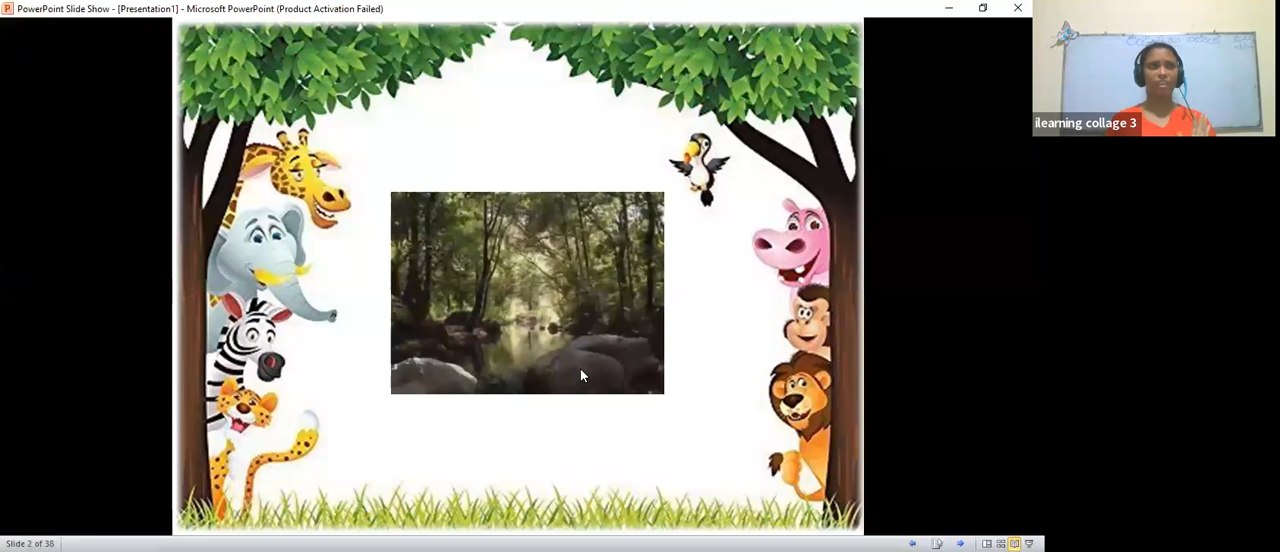 PowerPoint Slide Show - [Presentation1] - Microsoft PowerPoint (Product Activation Failed)
ilearning collage 3
Slide 2 of 38